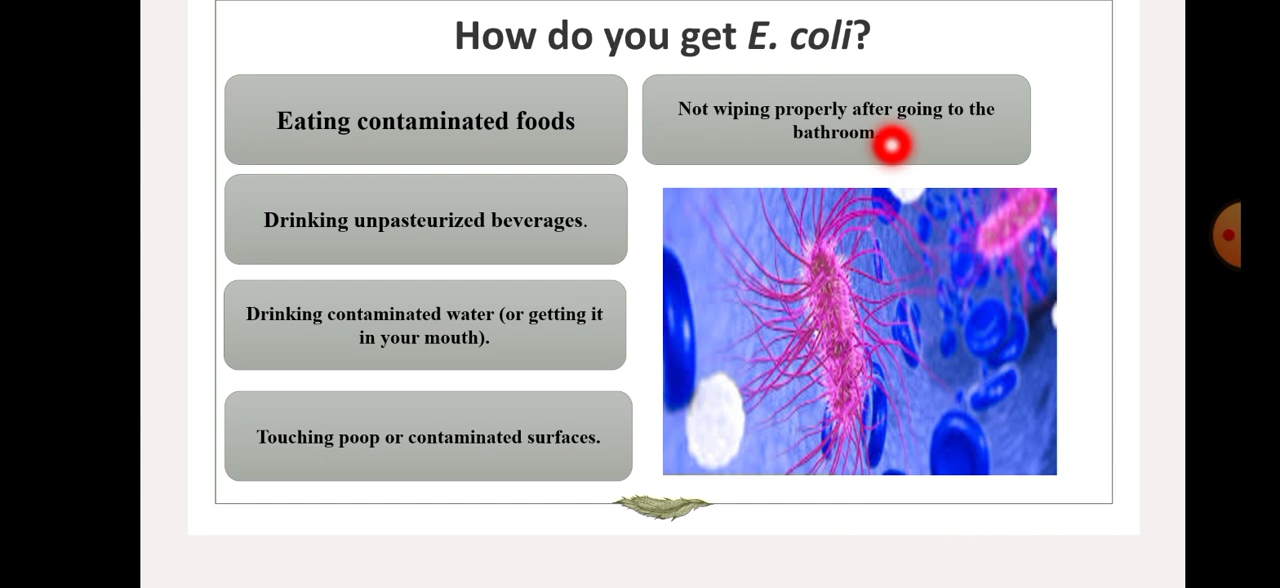 How do you get E. coli?
Eating contaminated foods
Drinking unpasteurized beverages.
Drinking contaminated water (or getting it
in your mouth).
Touching poop or contaminated surfaces.
Not wiping properly after going to the
bathroom.